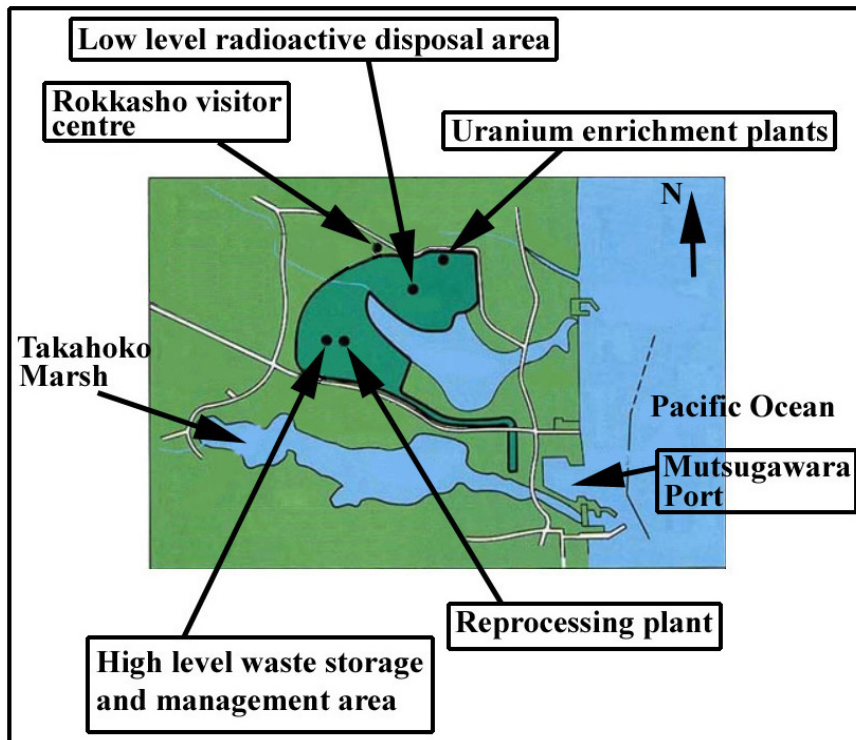 Low level radioactive disposal area
Rokkasho visitor
centre
Uranium enrichment plants
N
Takahoko
Marsh
Pacific Ocean
Mutsugawara
Port
Reprocessing plant
High level waste storage
and management area